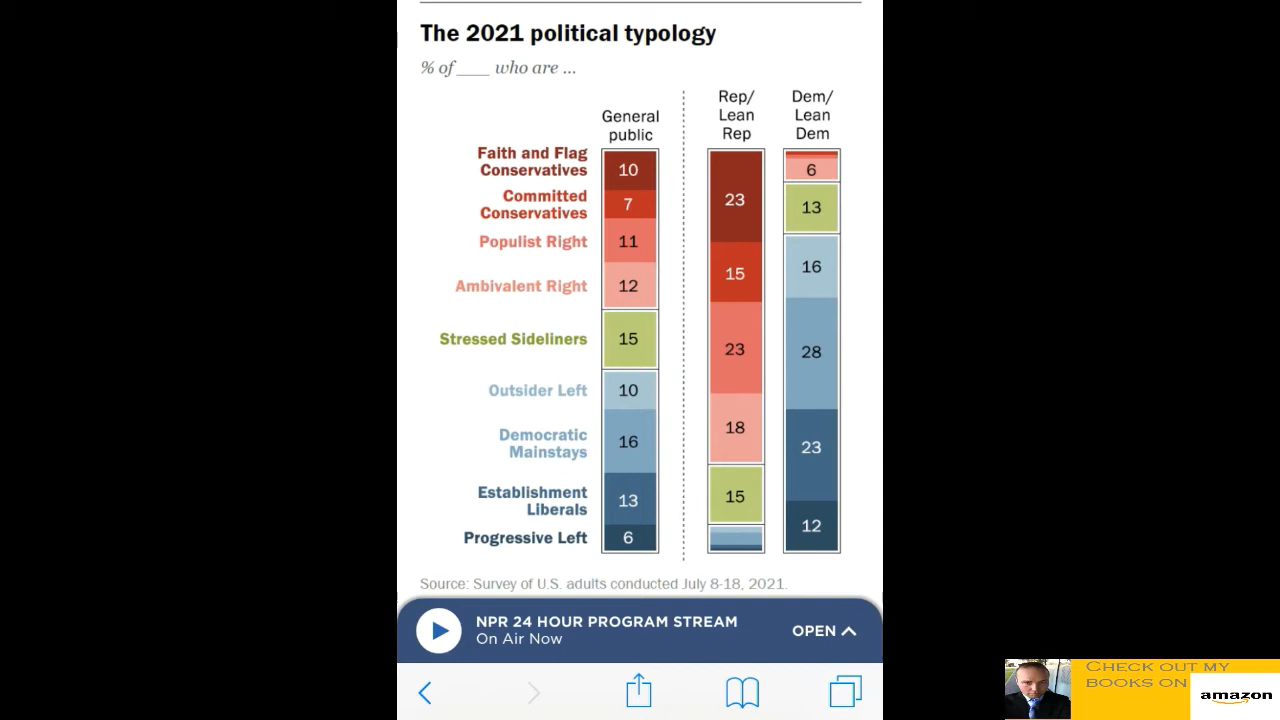 The 2021 political typology
% of ___ who are ...
General
public
Rep/
Lean
Rep
Dem/
Lean
Dem
Faith and Flag
Conservatives
10
Committed
Conservatives
7
Populist Right
11
Ambivalent Right
12
Stressed Sideliners
15
Outsider Left
10
Democratic
Mainstays
16
Establishment
Liberals
13
Progressive Left
6
23
15
23
18
15
6
13
16
28
23
12
Source: Survey of U.S. adults conducted July 8-18, 2021.
NPR 24 HOUR PROGRAM STREAM
On Air Now
OPEN
Check out my
books on
amazon